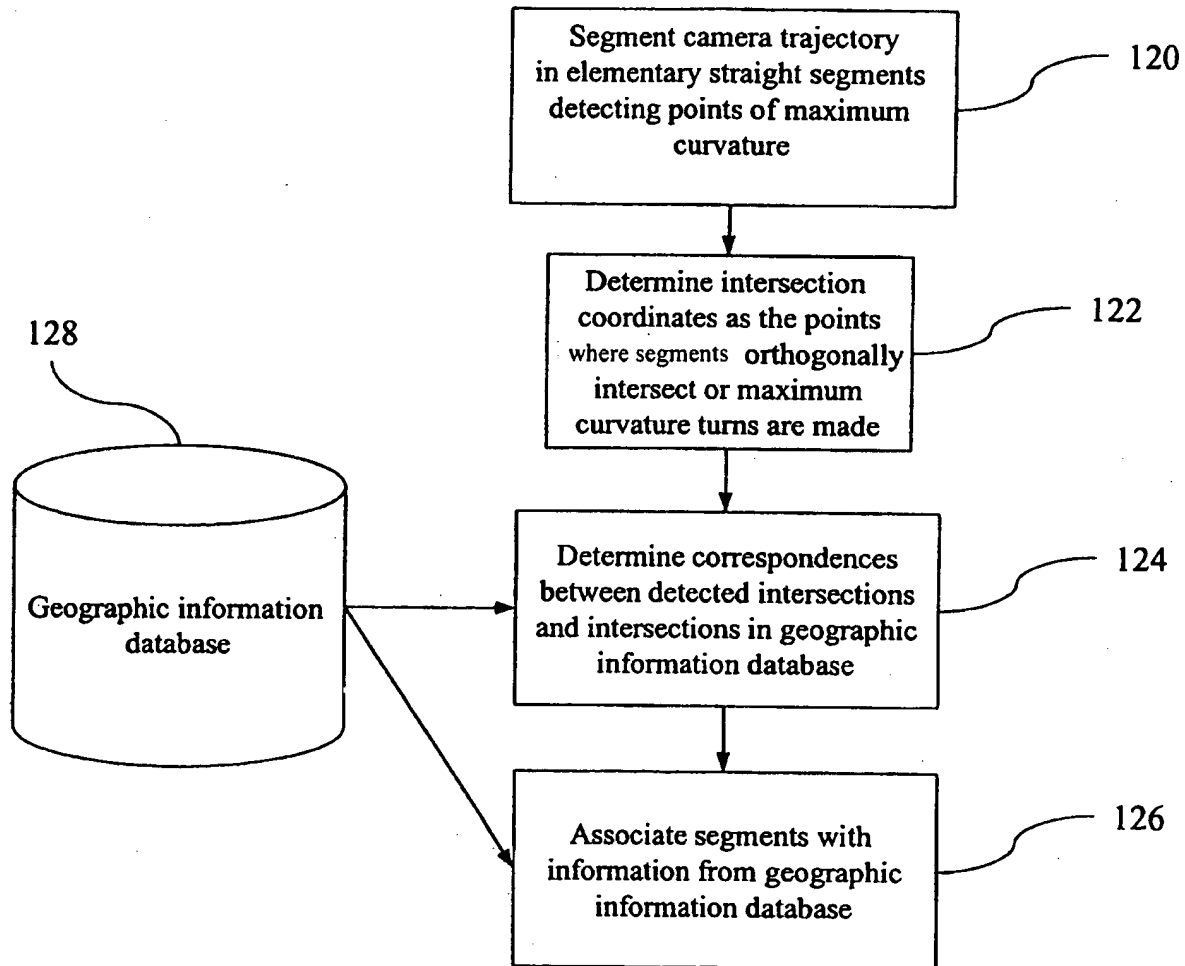 Segment camera trajectory
in elementary straight segments
detecting points of maximum
curvature
120
Determine intersection
coordinates as the points
where segments orthogonally
intersect or maximum
curvature turns are made
122
128
Geographic information
database
Determine correspondences
between detected intersections
and intersections in geographic
information database
124
Associate segments with
information from geographic
information database
126